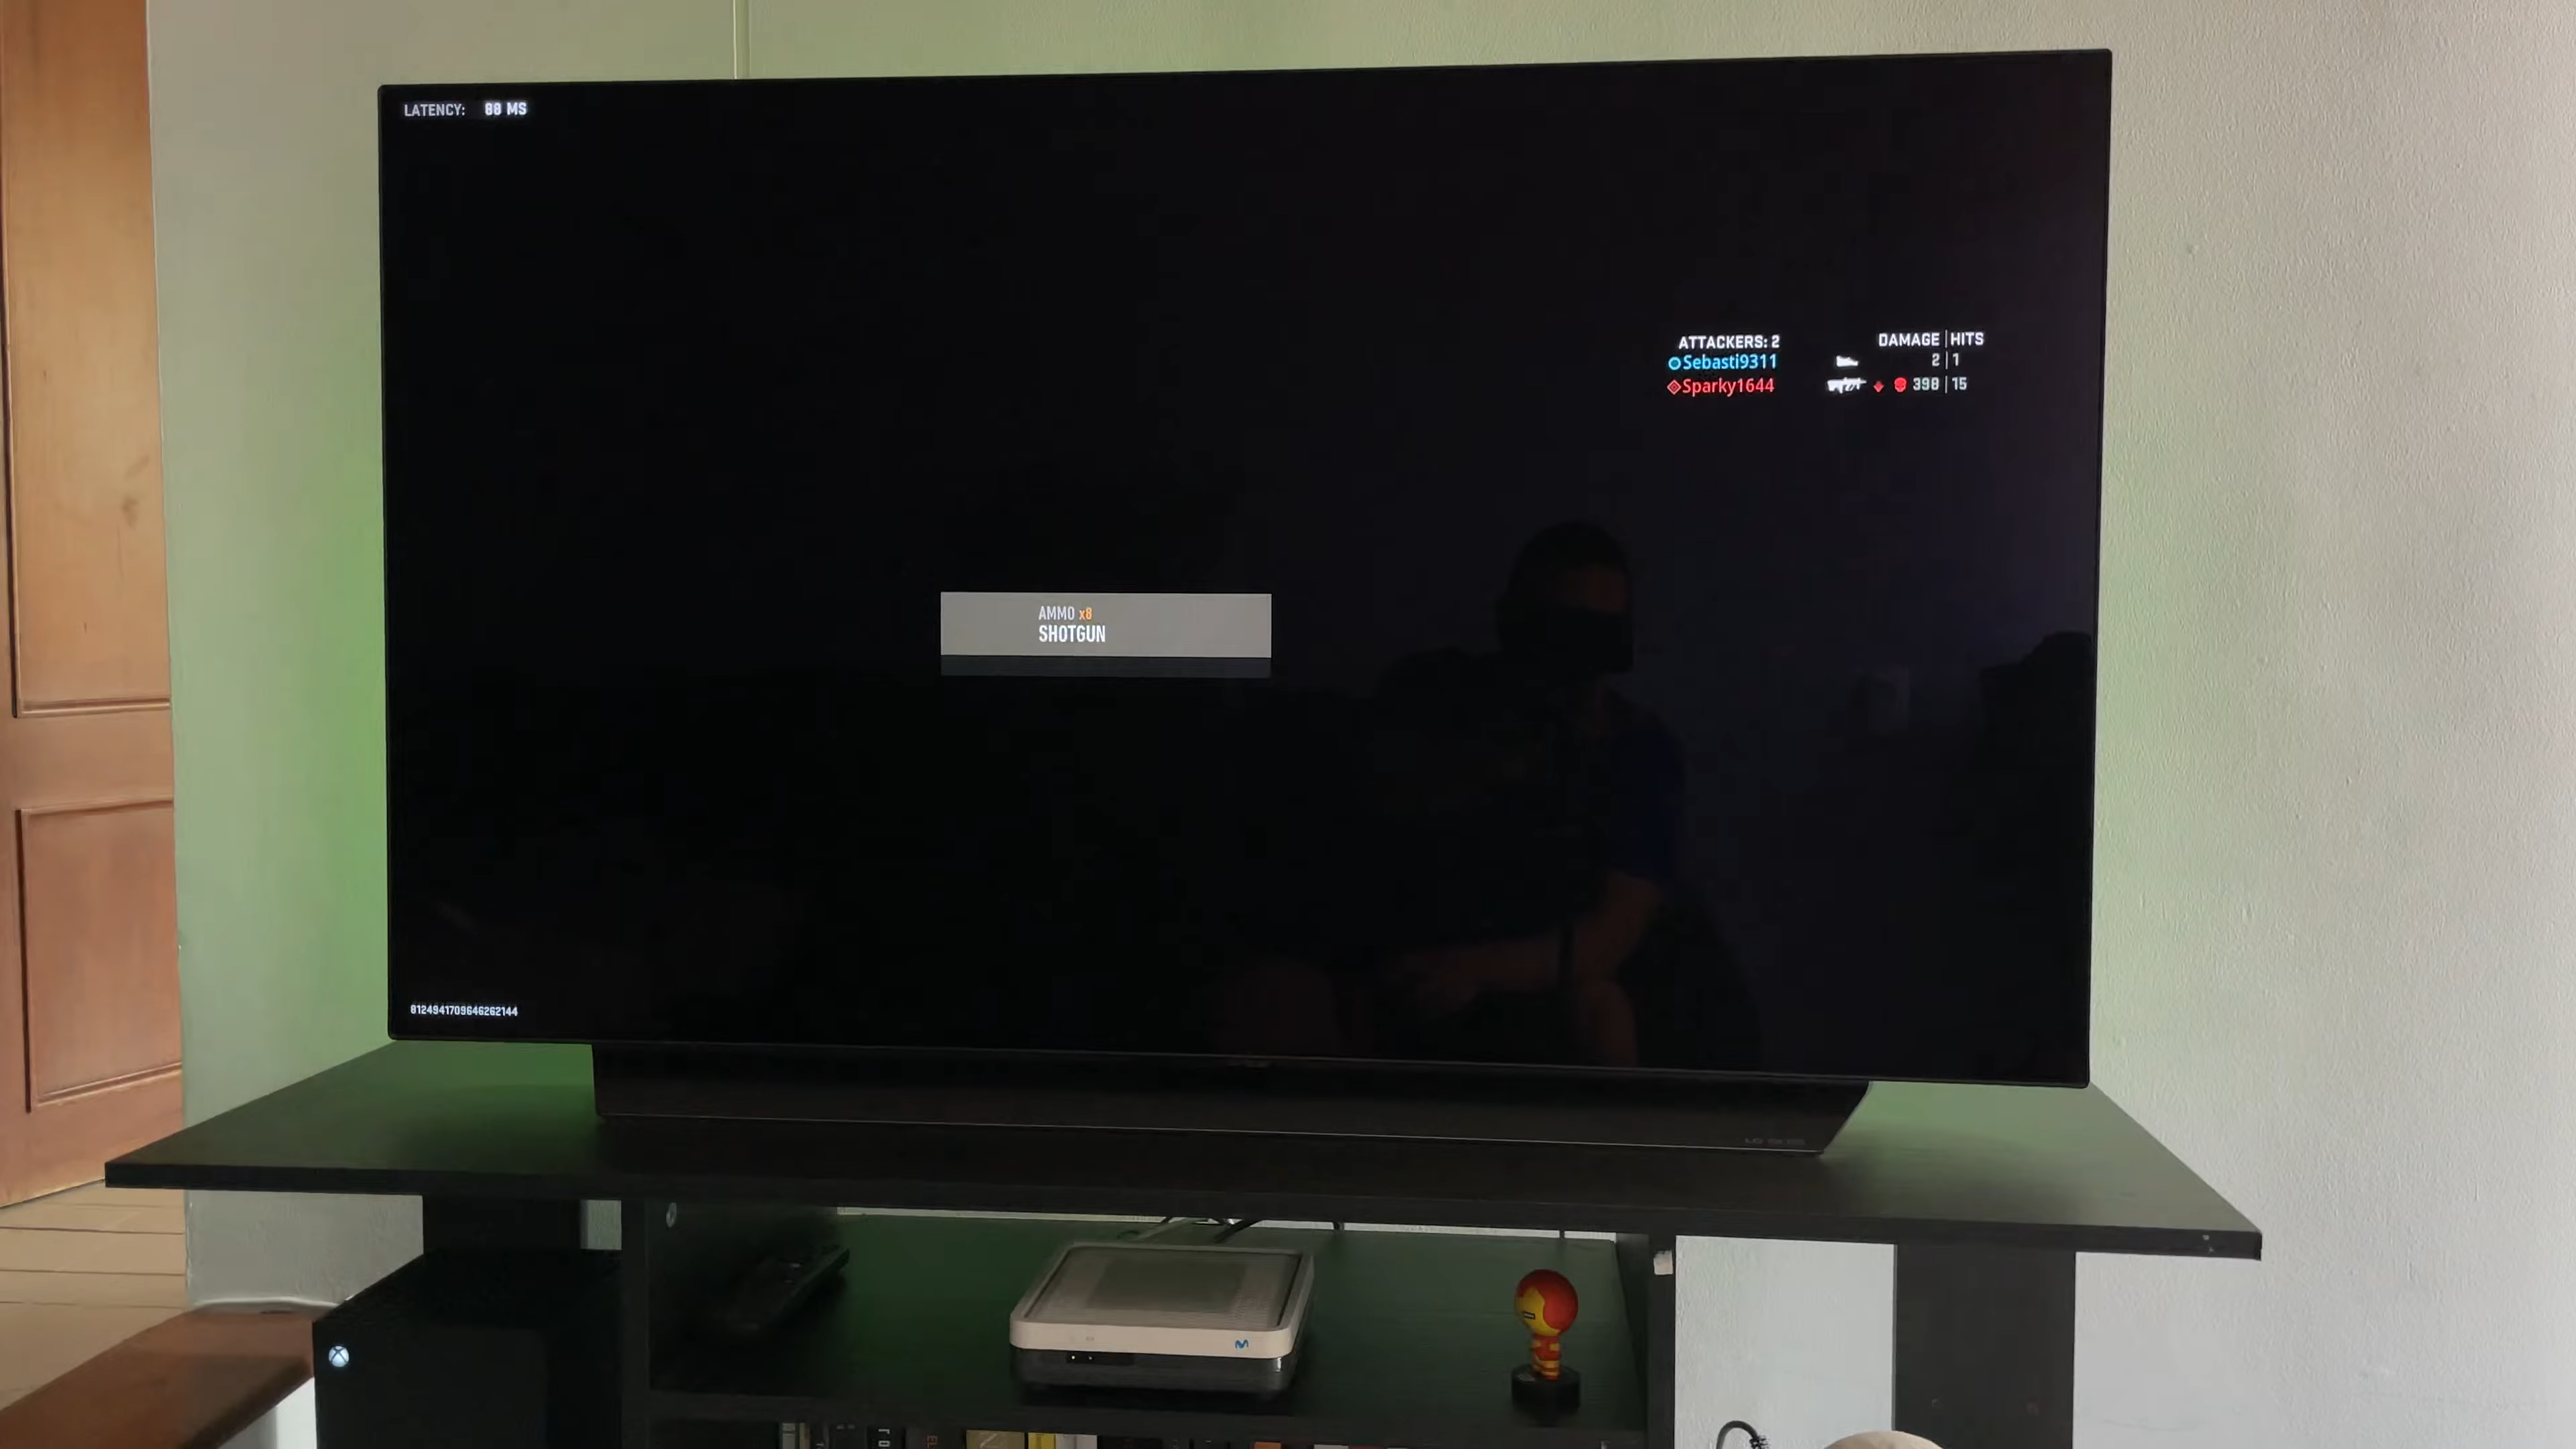 LATENCY: 88 MS
ATTACKERS: 2 DAMAGE | HITS
Sebasti9311 2 | 1
Sparky1644 398 | 15
AMMO x8
SHOTGUN
8124941709646262144